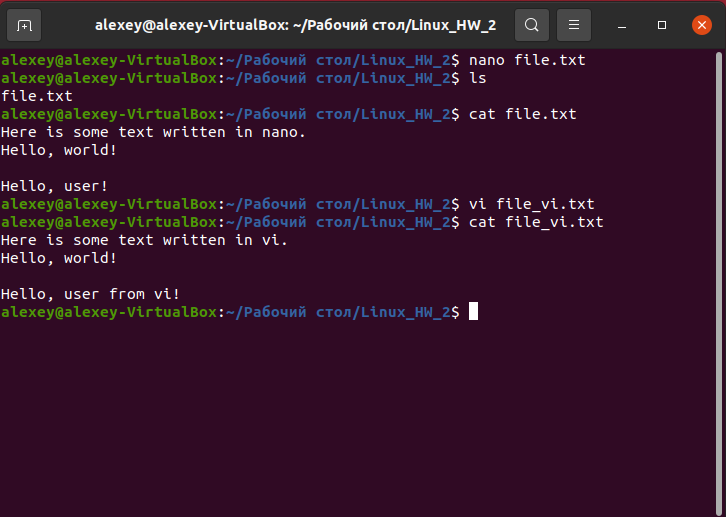 alexey@alexey-VirtualBox: ~/Рабочий стол/Linux_HW_2
alexey@alexey-VirtualBox:~/Рабочий стол/Linux_HW_2$ nano file.txt
alexey@alexey-VirtualBox:~/Рабочий стол/Linux_HW_2$ ls
file.txt
alexey@alexey-VirtualBox:~/Рабочий стол/Linux_HW_2$ cat file.txt
Here is some text written in nano.
Hello, world!

Hello, user!
alexey@alexey-VirtualBox:~/Рабочий стол/Linux_HW_2$ vi file_vi.txt
alexey@alexey-VirtualBox:~/Рабочий стол/Linux_HW_2$ cat file_vi.txt
Here is some text written in vi.
Hello, world!

Hello, user from vi!
alexey@alexey-VirtualBox:~/Рабочий стол/Linux_HW_2$